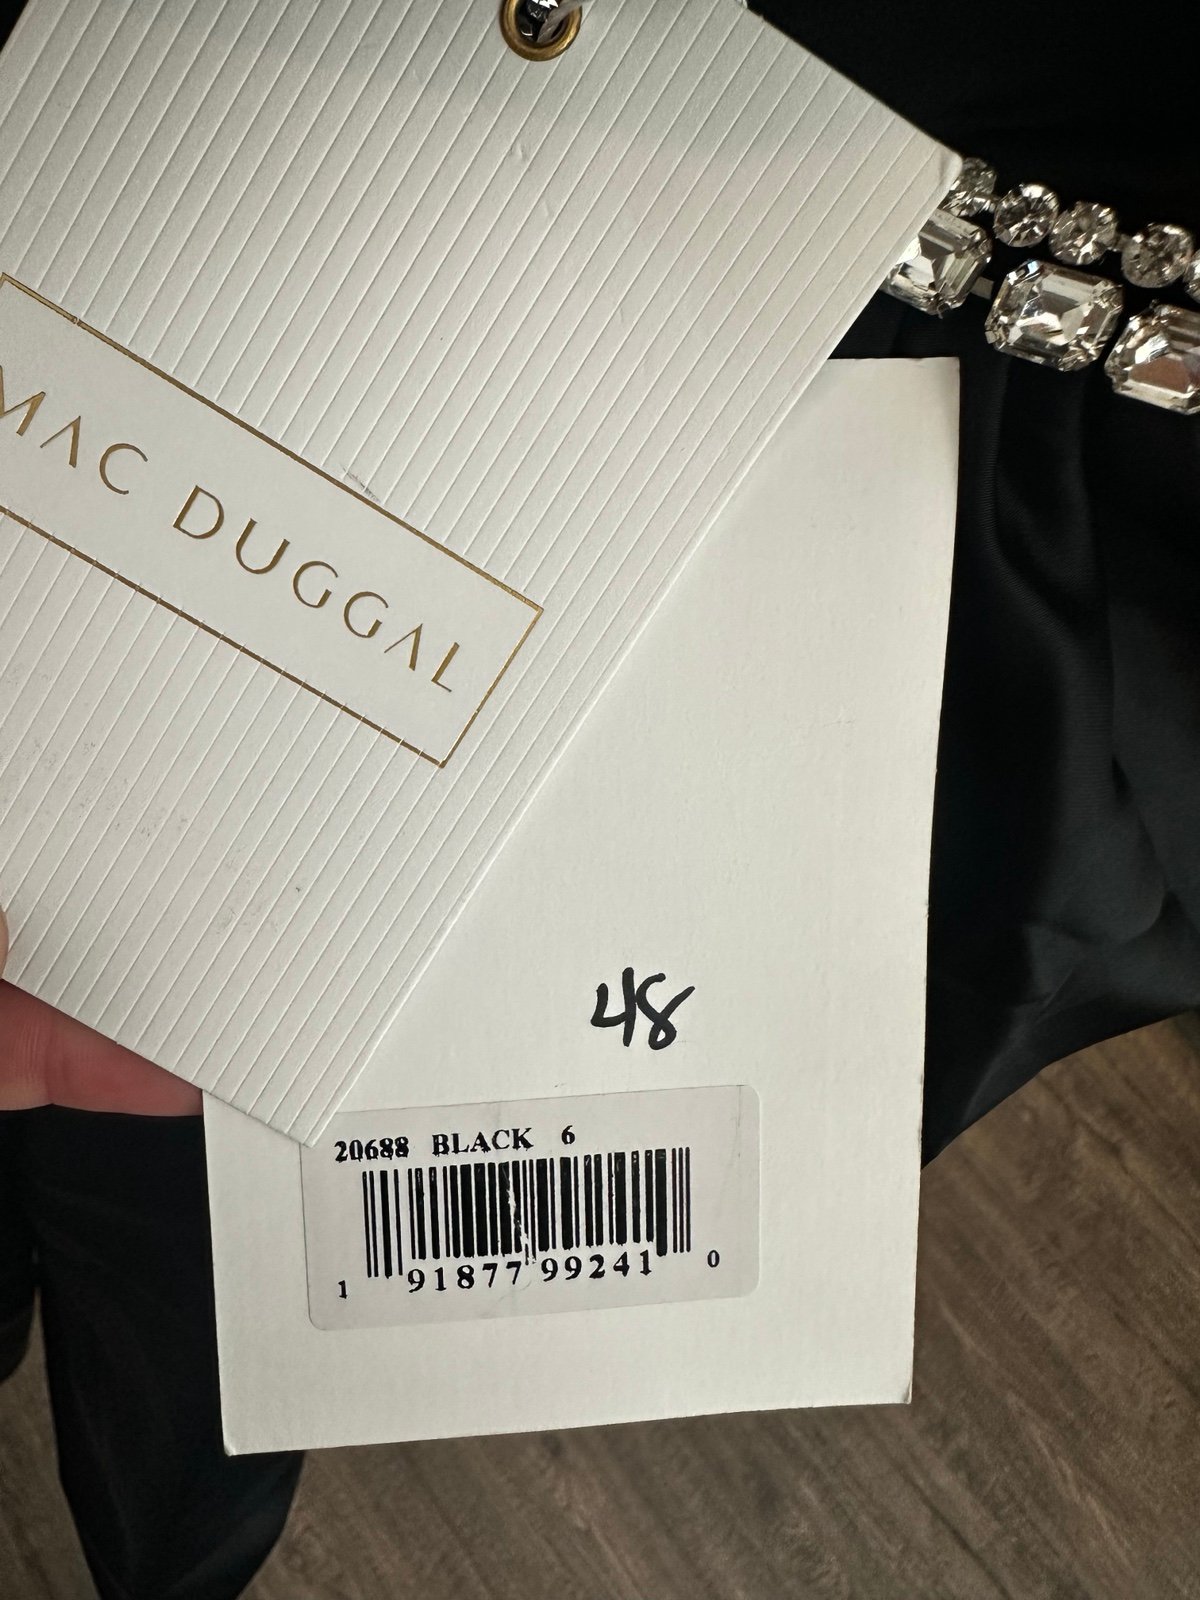 MAC DUGGAL
48
20688 BLACK 6
1 91877 99241 0